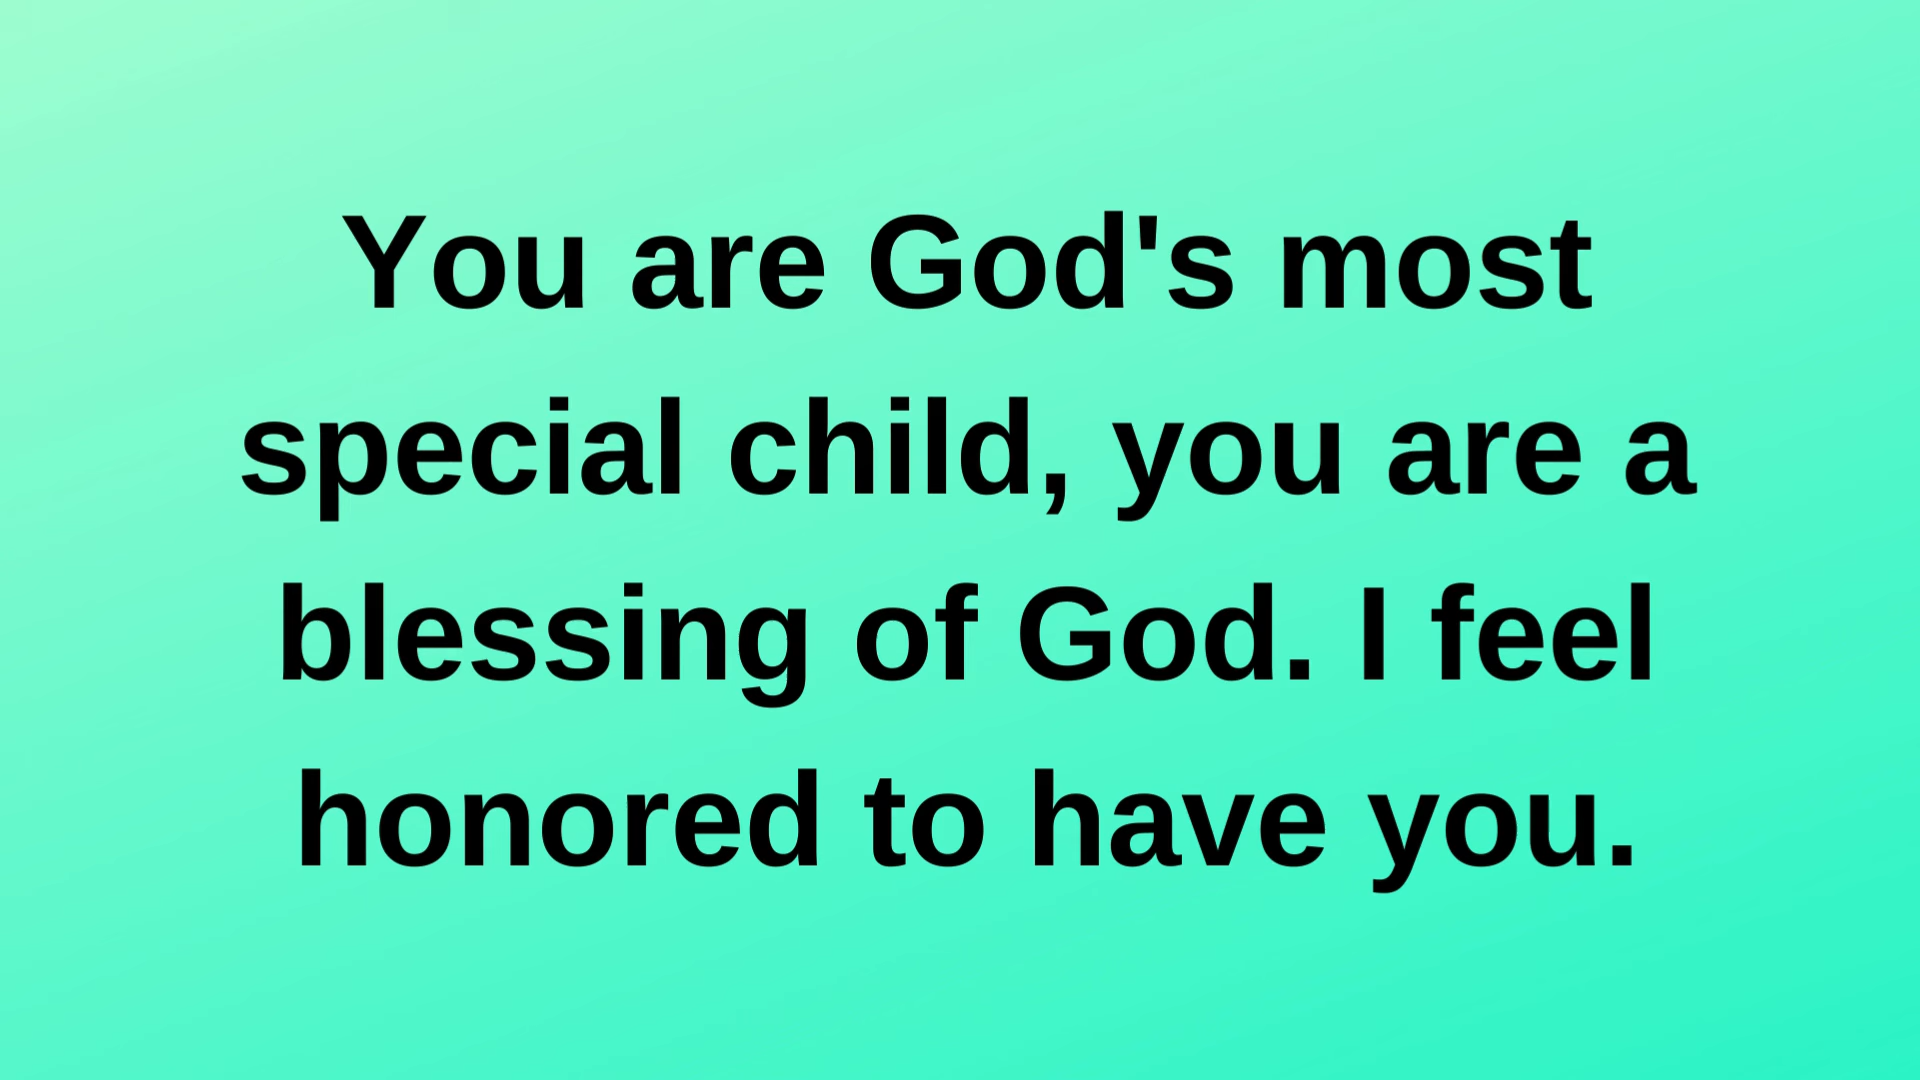 You are God's most
special child, you are a
blessing of God. I feel
honored to have you.